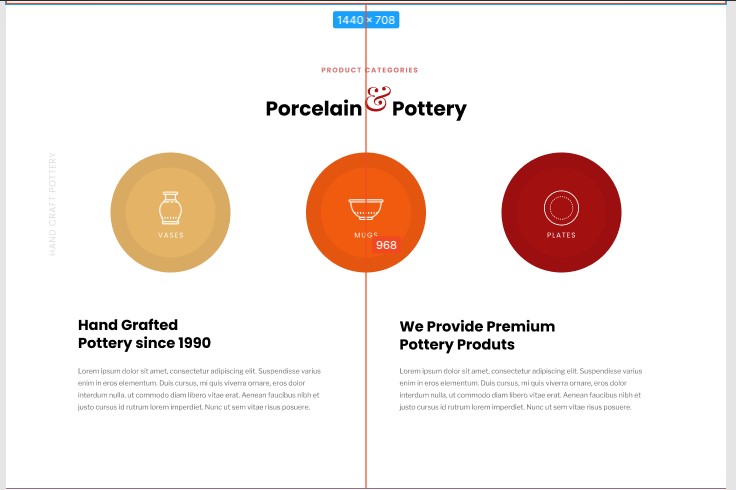 1440 × 708
PRODUCT CATEGORIES
Porcelain & Pottery
HAND CRAFT POTTERY
VASES
MUGS
PLATES
968
Hand Grafted
Pottery since 1990
Lorem ipsum dolor sit amet, consectetur adipiscing elit. Suspendisse varius
enim in eros elementum. Duis cursus, mi quis viverra ornare, eros dolor
interdum nulla, ut commodo diam libero vitae erat. Aenean faucibus nibh et
justo cursus id rutrum lorem imperdiet. Nunc ut sem vitae risus posuere.
We Provide Premium
Pottery Produts
Lorem ipsum dolor sit amet, consectetur adipiscing elit. Suspendisse varius
enim in eros elementum. Duis cursus, mi quis viverra ornare, eros dolor
interdum nulla, ut commodo diam libero vitae erat. Aenean faucibus nibh et
justo cursus id rutrum lorem imperdiet. Nunc ut sem vitae risus posuere.